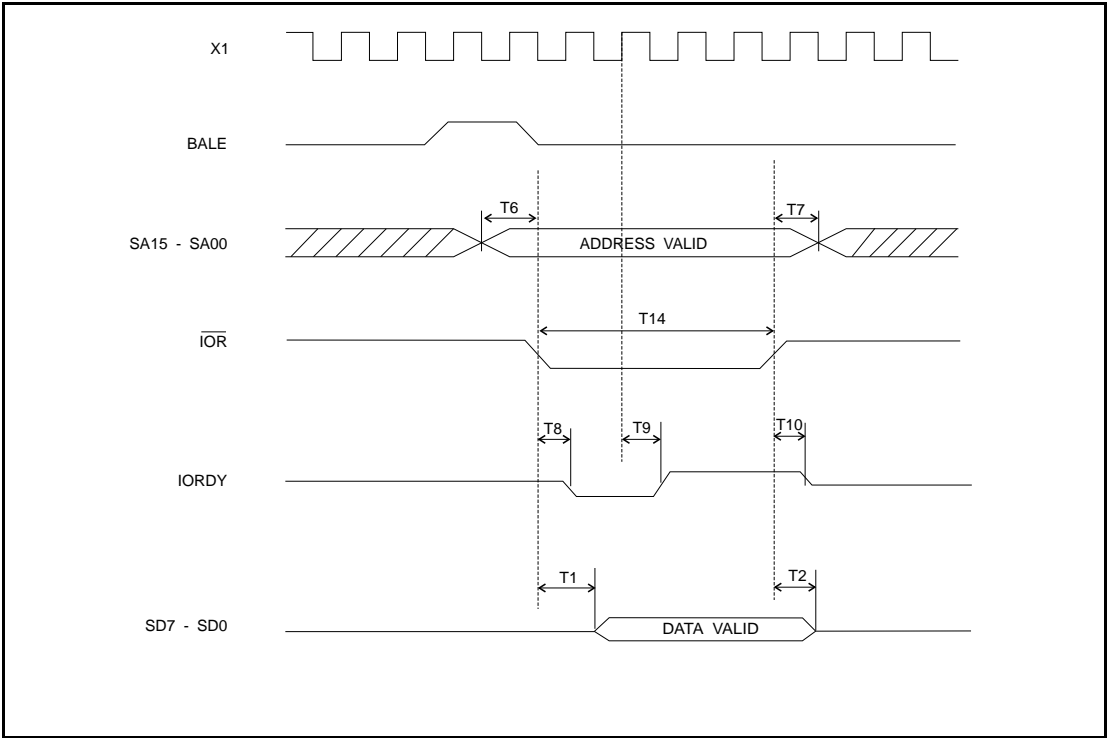 X1
BALE
T6
T7
SA15 - SA00
ADDRESS VALID
T14
IOR
T8
T9
T10
IORDY
T1
T2
SD7 - SD0
DATA VALID